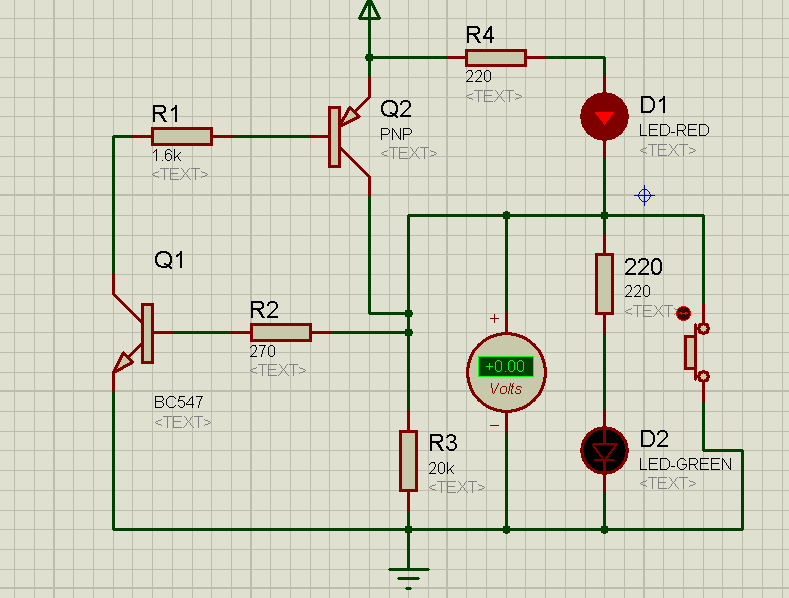 R4
220
<TEXT>
R1
1.6k
<TEXT>
Q2
PNP
<TEXT>
D1
LED-RED
<TEXT>
Q1
BC547
<TEXT>
R2
270
<TEXT>
+
+0.00
Volts
−
220
220
<TEXT>
R3
20k
<TEXT>
D2
LED-GREEN
<TEXT>